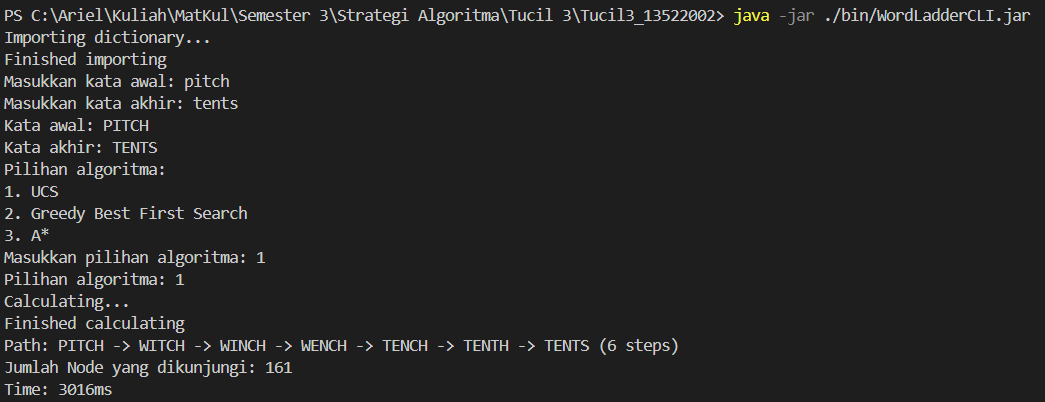 PS C:\Ariel\Kuliah\MatKul\Semester 3\Strategi Algoritma\Tucil 3\Tucil3_13522002> java -jar ./bin/WordLadderCLI.jar
Importing dictionary...
Finished importing
Masukkan kata awal: pitch
Masukkan kata akhir: tents
Kata awal: PITCH
Kata akhir: TENTS
Pilihan algoritma:
1. UCS
2. Greedy Best First Search
3. A*
Masukkan pilihan algoritma: 1
Pilihan algoritma: 1
Calculating...
Finished calculating
Path: PITCH -> WITCH -> WINCH -> WENCH -> TENCH -> TENTH -> TENTS (6 steps)
Jumlah Node yang dikunjungi: 161
Time: 3016ms